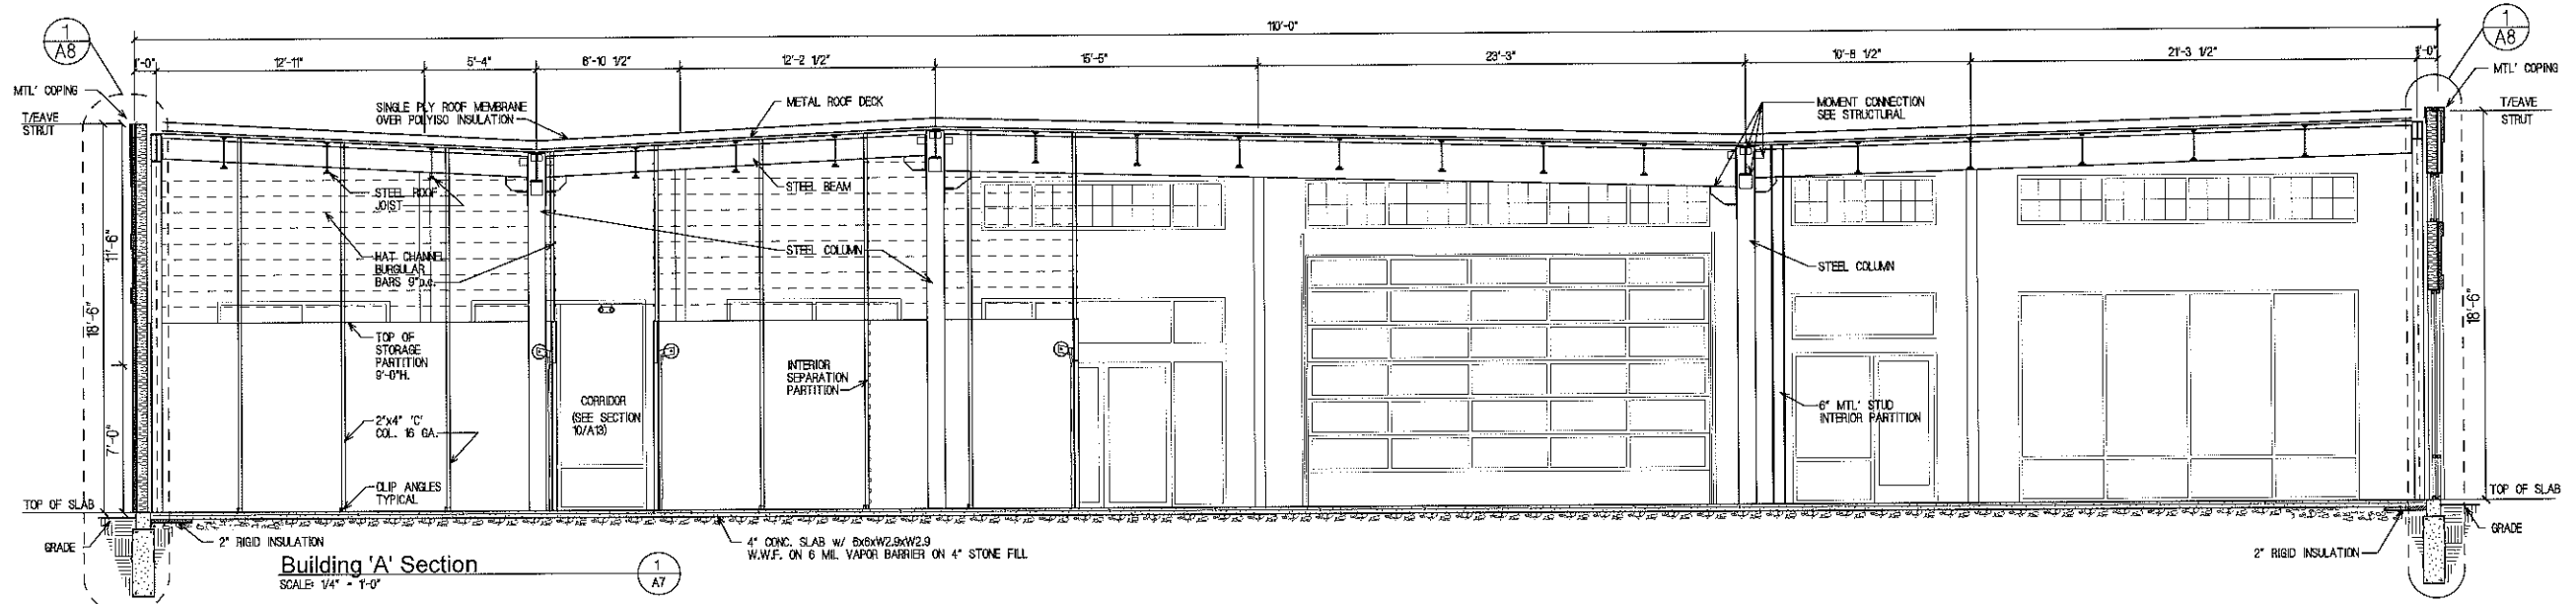 110'-0"
1
A8
1
A8
1'-0"
12'-11"
5'-4"
6'-10 1/2"
12'-2 1/2"
15'-5"
23'-3"
10'-8 1/2"
21'-3 1/2"
1'-0"
MTL' COPING
T/EAVE
STRUT
SINGLE PLY ROOF MEMBRANE
OVER POLYISO INSULATION
METAL ROOF DECK
MOMENT CONNECTION
SEE STRUCTURAL
MTL' COPING
T/EAVE
STRUT
STEEL ROOF
JOIST
STEEL BEAM
HAT CHANNEL
BURGULAR
BARS 9" o.c.
STEEL COLUMN
STEEL COLUMN
11'-6"
18'-6"
7'-0"
18'-6"
TOP OF
STORAGE
PARTITION
9'-0"H.
INTERIOR
SEPARATION
PARTITION
CORRIDOR
(SEE SECTION
10/A13)
2"x4" 'C'
COL. 16 GA.
6" MTL' STUD
INTERIOR PARTITION
CLIP ANGLES
TYPICAL
TOP OF SLAB
TOP OF SLAB
GRADE
2" RIGID INSULATION
4" CONC. SLAB w/ 6x6xW2.9xW2.9
W.W.F. ON 6 MIL VAPOR BARRIER ON 4" STONE FILL
2" RIGID INSULATION
GRADE
Building 'A' Section
SCALE: 1/4" = 1'-0"
1
A7